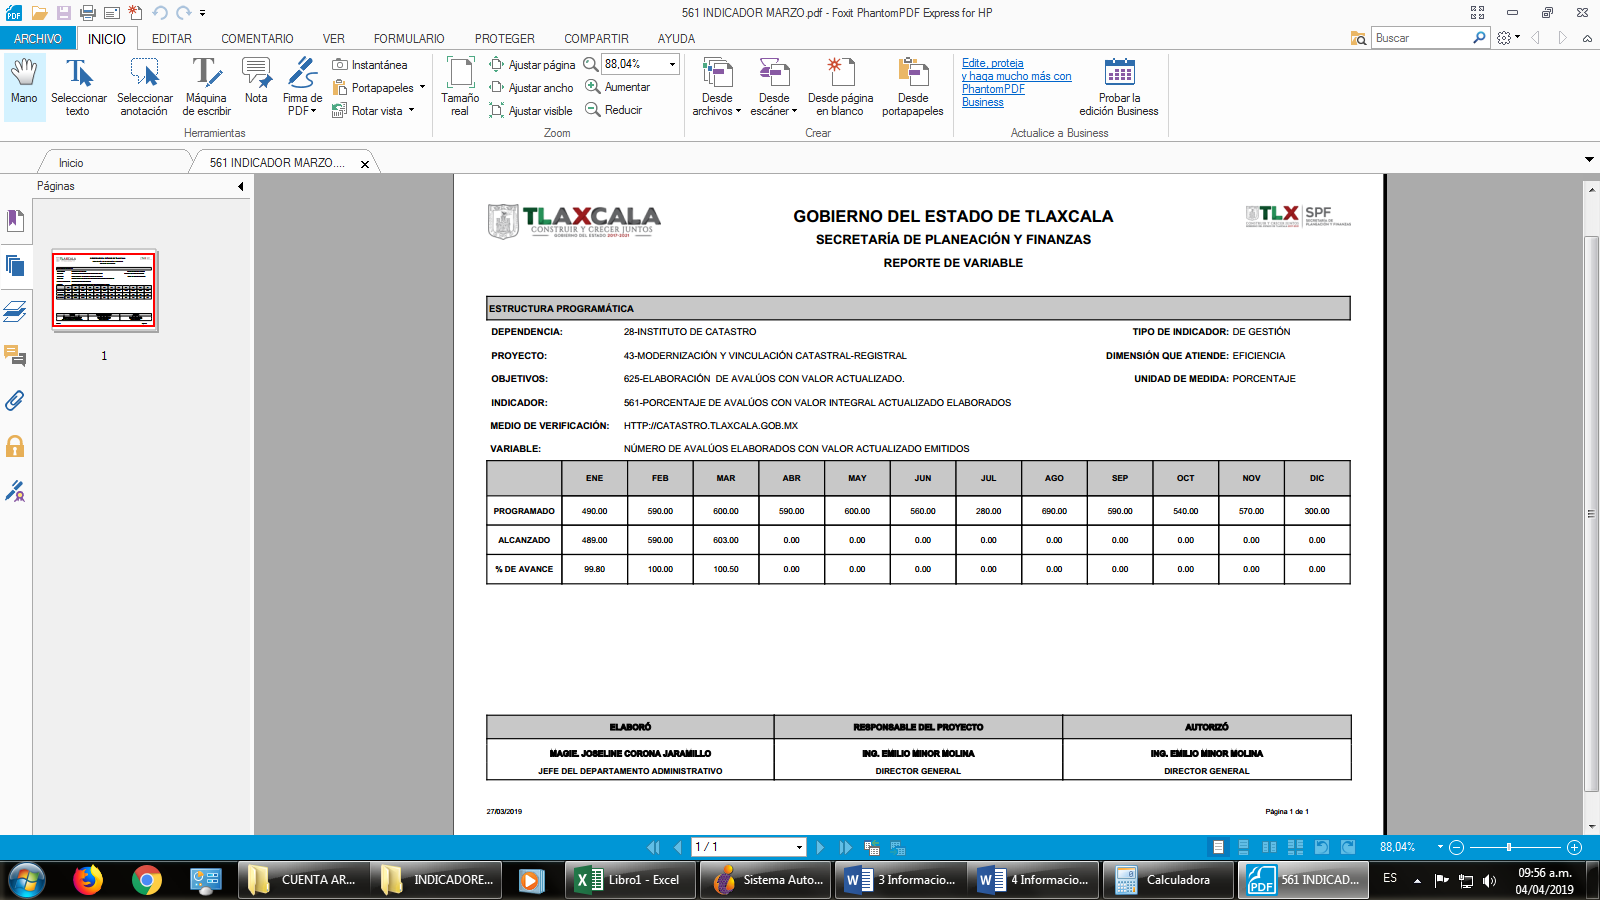 561 INDICADOR MARZO.pdf - Foxit PhantomPDF Express for HP
ARCHIVO INICIO EDITAR COMENTARIO VER FORMULARIO PROTEGER COMPARTIR AYUDA
Buscar
Mano
Seleccionar texto
Seleccionar anotación
Máquina de escribir
Nota
Firma de PDF
Instantánea
Portapapeles
Rotar vista
Herramientas
Tamaño real
Ajustar página
Ajustar ancho
Ajustar visible
88,04%
Aumentar
Reducir
Zoom
Desde archivos
Desde escáner
Desde página en blanco
Desde portapapeles
Crear
Edite, proteja
y haga mucho más con
PhantomPDF
Business
Probar la edición Business
Actualice a Business
Inicio
561 INDICADOR MARZO....
Páginas
1
TLAXCALA
CONSTRUIR Y CRECER JUNTOS
GOBIERNO DEL ESTADO 2017-2021
GOBIERNO DEL ESTADO DE TLAXCALA
SECRETARÍA DE PLANEACIÓN Y FINANZAS
REPORTE DE VARIABLE
TLX SPF
ESTRUCTURA PROGRAMÁTICA
DEPENDENCIA: 28-INSTITUTO DE CATASTRO TIPO DE INDICADOR: DE GESTIÓN
PROYECTO: 43-MODERNIZACIÓN Y VINCULACIÓN CATASTRAL-REGISTRAL DIMENSIÓN QUE ATIENDE: EFICIENCIA
OBJETIVOS: 625-ELABORACIÓN DE AVALÚOS CON VALOR ACTUALIZADO. UNIDAD DE MEDIDA: PORCENTAJE
INDICADOR: 561-PORCENTAJE DE AVALÚOS CON VALOR INTEGRAL ACTUALIZADO ELABORADOS
MEDIO DE VERIFICACIÓN: HTTP://CATASTRO.TLAXCALA.GOB.MX
VARIABLE: NÚMERO DE AVALÚOS ELABORADOS CON VALOR ACTUALIZADO EMITIDOS
ENE FEB MAR ABR MAY JUN JUL AGO SEP OCT NOV DIC
PROGRAMADO 490.00 590.00 600.00 590.00 600.00 560.00 280.00 690.00 590.00 540.00 570.00 300.00
ALCANZADO 489.00 590.00 603.00 0.00 0.00 0.00 0.00 0.00 0.00 0.00 0.00 0.00
% DE AVANCE 99.80 100.00 100.50 0.00 0.00 0.00 0.00 0.00 0.00 0.00 0.00 0.00
ELABORÓ RESPONSABLE DEL PROYECTO AUTORIZÓ
MAGIE. JOSELINE CORONA JARAMILLO ING. EMILIO MINOR MOLINA ING. EMILIO MINOR MOLINA
JEFE DEL DEPARTAMENTO ADMINISTRATIVO DIRECTOR GENERAL DIRECTOR GENERAL
27/03/2019 Página 1 de 1
1 / 1
88,04%
CUENTA AR...
INDICADORE...
Libro1 - Excel
Sistema Auto...
3 Informacio...
4 Informacio...
Calculadora
561 INDICAD...
ES
09:56 a.m.
04/04/2019